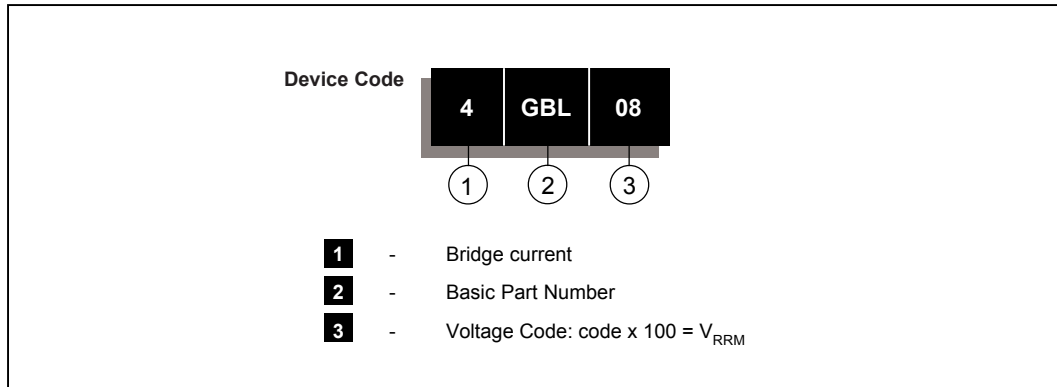 Device Code
4 GBL 08
1 2 3
1 - Bridge current
2 - Basic Part Number
3 - Voltage Code: code x 100 = VRRM